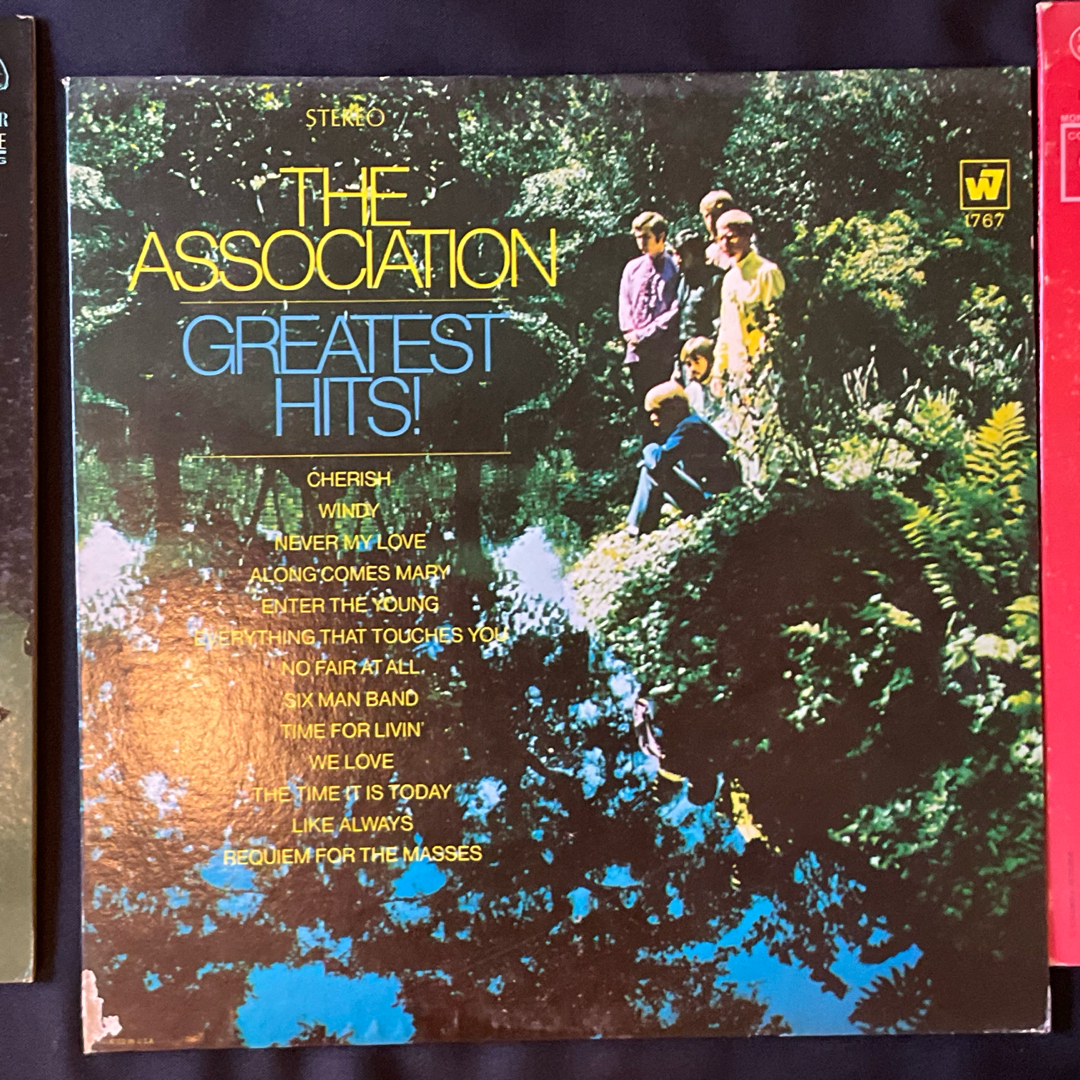 STEREO
THE
ASSOCIATION
GREATEST
HITS!
W7
1767
CHERISH
WINDY
NEVER MY LOVE
ALONG COMES MARY
ENTER THE YOUNG
EVERYTHING THAT TOUCHES YOU
NO FAIR AT ALL
SIX MAN BAND
TIME FOR LIVIN'
WE LOVE
THE TIME IT IS TODAY
LIKE ALWAYS
REQUIEM FOR THE MASSES